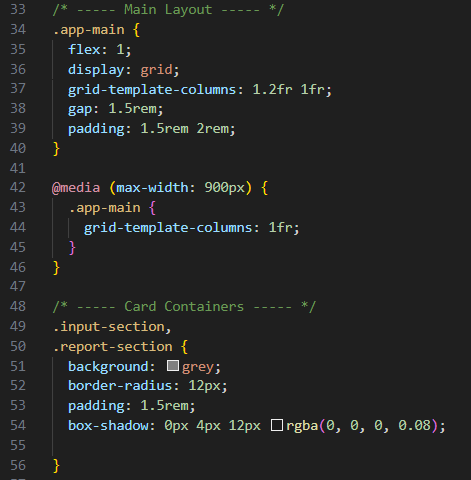 33 /* ----- Main Layout ----- */
34 .app-main {
35   flex: 1;
36   display: grid;
37   grid-template-columns: 1.2fr 1fr;
38   gap: 1.5rem;
39   padding: 1.5rem 2rem;
40 }
41
42 @media (max-width: 900px) {
43   .app-main {
44     grid-template-columns: 1fr;
45   }
46 }
47
48 /* ----- Card Containers ----- */
49 .input-section,
50 .report-section {
51   background: grey;
52   border-radius: 12px;
53   padding: 1.5rem;
54   box-shadow: 0px 4px 12px rgba(0, 0, 0, 0.08);
55
56 }